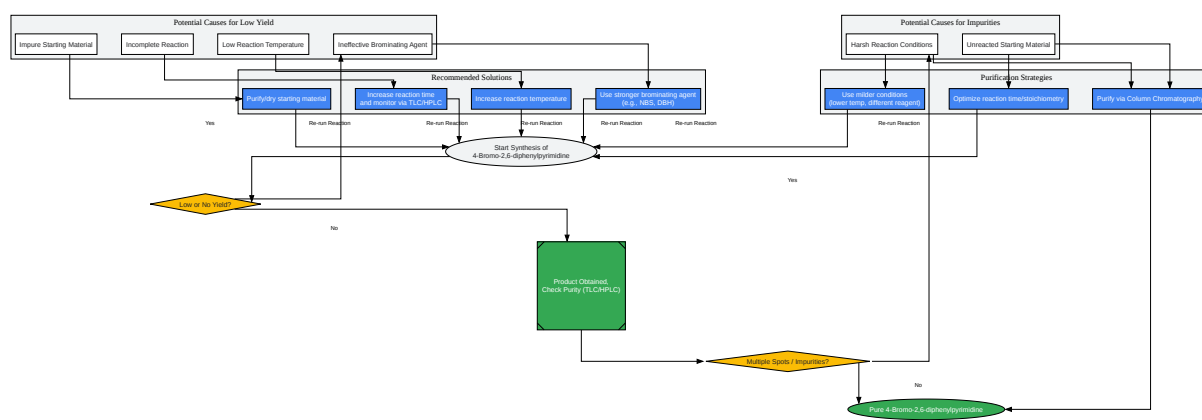 Potential Causes for Low Yield
Potential Causes for Impurities
Impure Starting Material
Incomplete Reaction
Low Reaction Temperature
Ineffective Brominating Agent
Harsh Reaction Conditions
Unreacted Starting Material
Recommended Solutions
Purification Strategies
Purify/dry starting material
Increase reaction time
and monitor via TLC/HPLC
Increase reaction temperature
Use stronger brominating agent
(e.g., NBS, DBH)
Use milder conditions
(lower temp, different reagent)
Optimize reaction time/stoichiometry
Purify via Column Chromatography
Yes
Re-run Reaction
Re-run Reaction
Re-run Reaction
Re-run Reaction
Re-run Reaction
Re-run Reaction
Start Synthesis of
4-Bromo-2,6-diphenylpyrimidine
Yes
Low or No Yield?
No
Product Obtained,
Check Purity (TLC/HPLC)
Multiple Spots / Impurities?
No
Pure 4-Bromo-2,6-diphenylpyrimidine